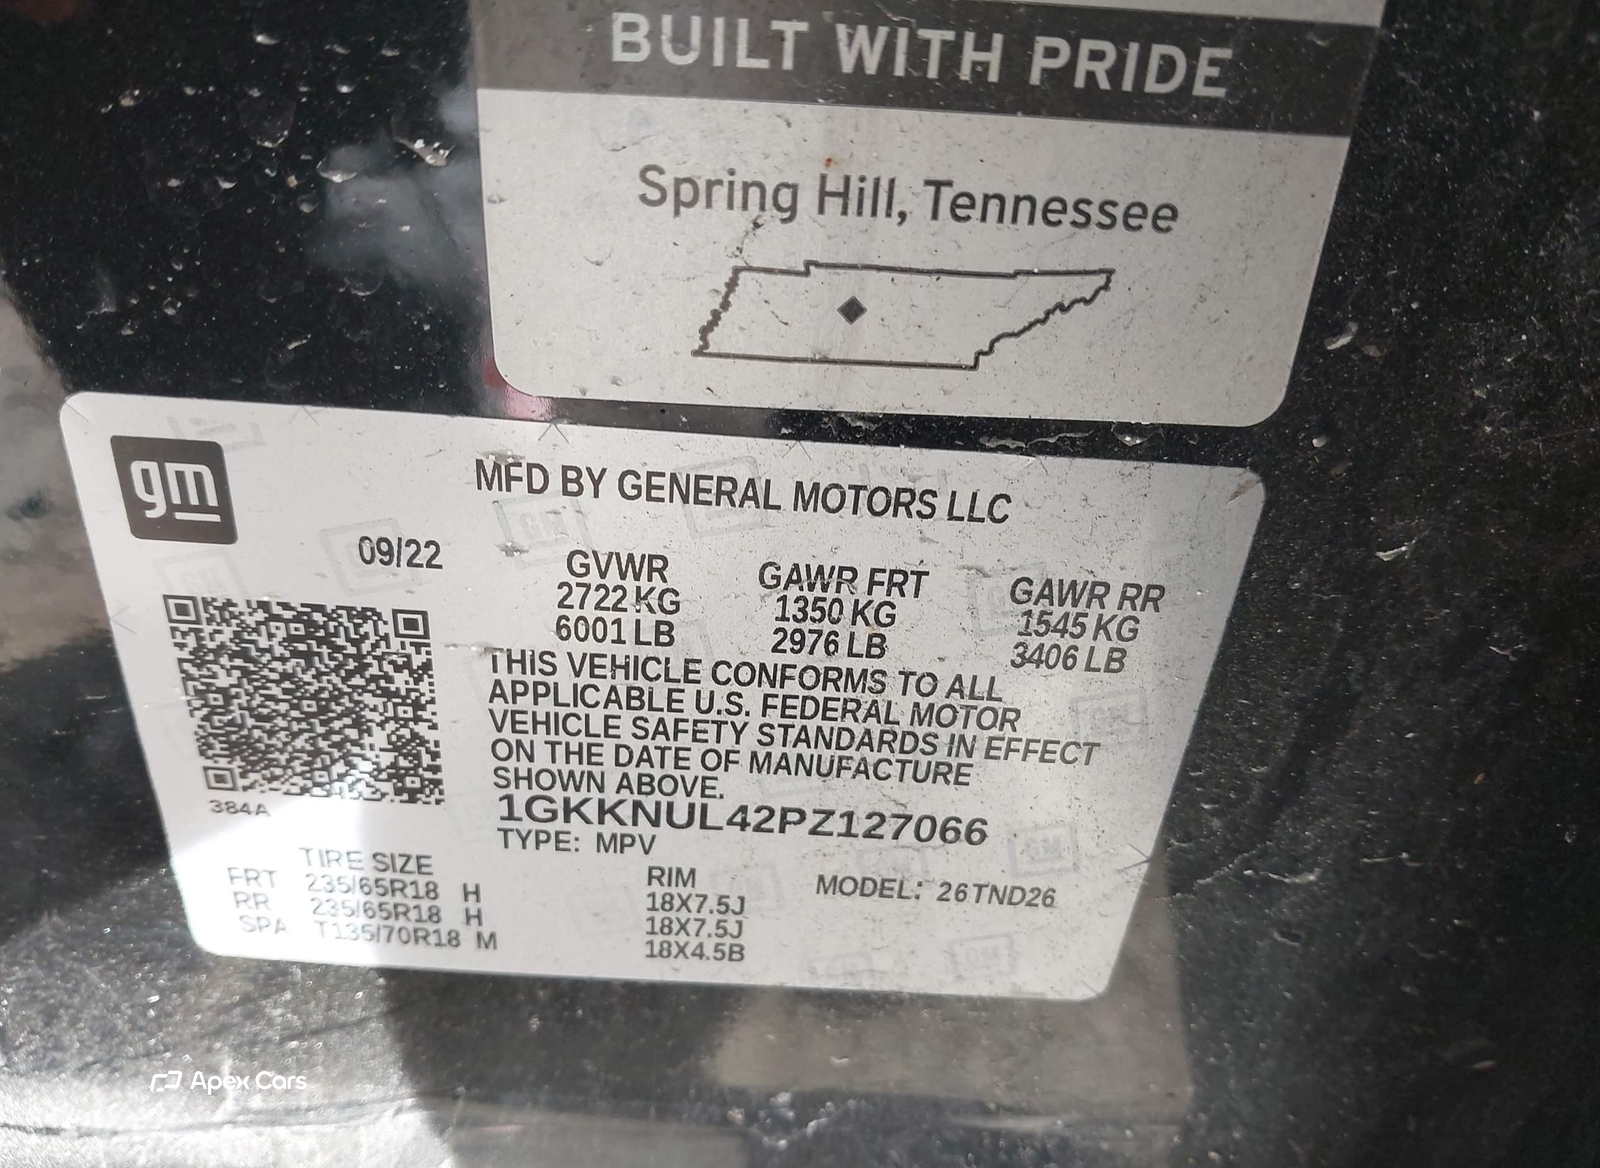 BUILT WITH PRIDE
Spring Hill, Tennessee
gm
MFD BY GENERAL MOTORS LLC
09/22
GVWR GAWR FRT GAWR RR
2722 KG 1350 KG 1545 KG
6001 LB 2976 LB 3406 LB
THIS VEHICLE CONFORMS TO ALL
APPLICABLE U.S. FEDERAL MOTOR
VEHICLE SAFETY STANDARDS IN EFFECT
ON THE DATE OF MANUFACTURE
SHOWN ABOVE.
384A
1GKKNUL42PZ127066
TYPE: MPV
TIRE SIZE RIM MODEL: 26TND26
FRT 235/65R18 H 18X7.5J
RR 235/65R18 H 18X7.5J
SPA T135/70R18 M 18X4.5B
Apex Cars